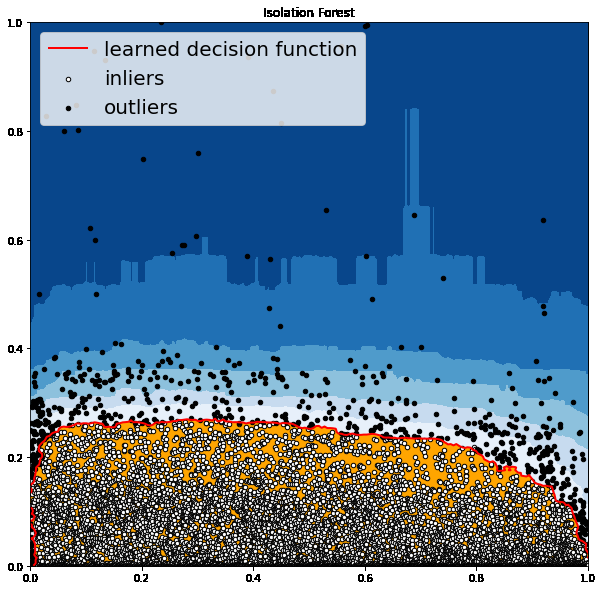 Isolation Forest
learned decision function
inliers
outliers
1.0
0.8
0.6
0.4
0.2
0.0
0.0 0.2 0.4 0.6 0.8 1.0